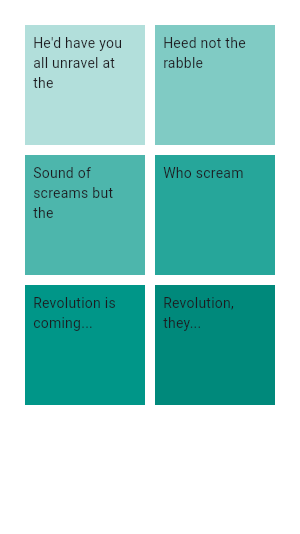 He'd have you
all unravel at
the
Heed not the
rabble
Sound of
screams but
the
Who scream
Revolution is
coming...
Revolution,
they...